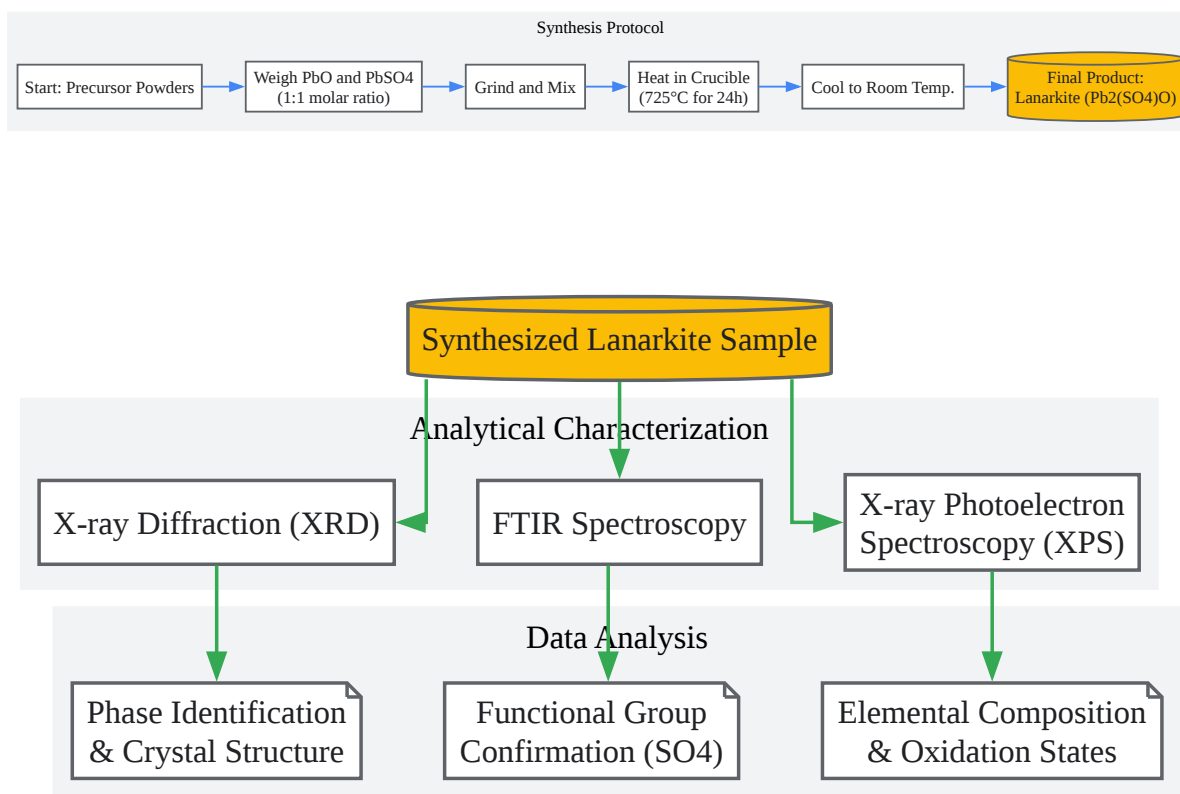 Synthesis Protocol
Start: Precursor Powders
Weigh PbO and PbSO4
(1:1 molar ratio)
Grind and Mix
Heat in Crucible
(725°C for 24h)
Cool to Room Temp.
Final Product:
Lanarkite (Pb2(SO4)O)
Synthesized Lanarkite Sample
Analytical Characterization
X-ray Diffraction (XRD)
FTIR Spectroscopy
X-ray Photoelectron
Spectroscopy (XPS)
Data Analysis
Phase Identification
& Crystal Structure
Functional Group
Confirmation (SO4)
Elemental Composition
& Oxidation States